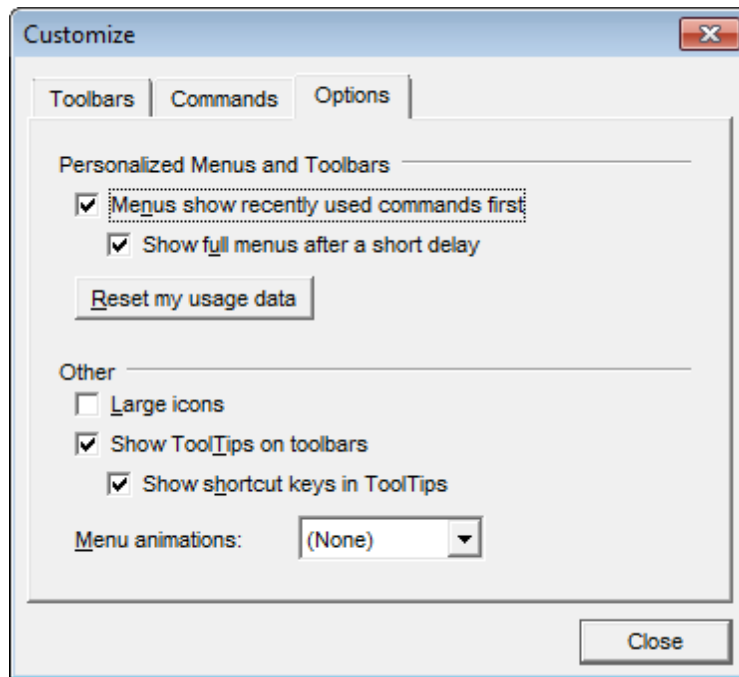 Customize
Toolbars Commands Options
Personalized Menus and Toolbars
Menus show recently used commands first
Show full menus after a short delay
Reset my usage data
Other
Large icons
Show ToolTips on toolbars
Show shortcut keys in ToolTips
Menu animations: (None)
Close